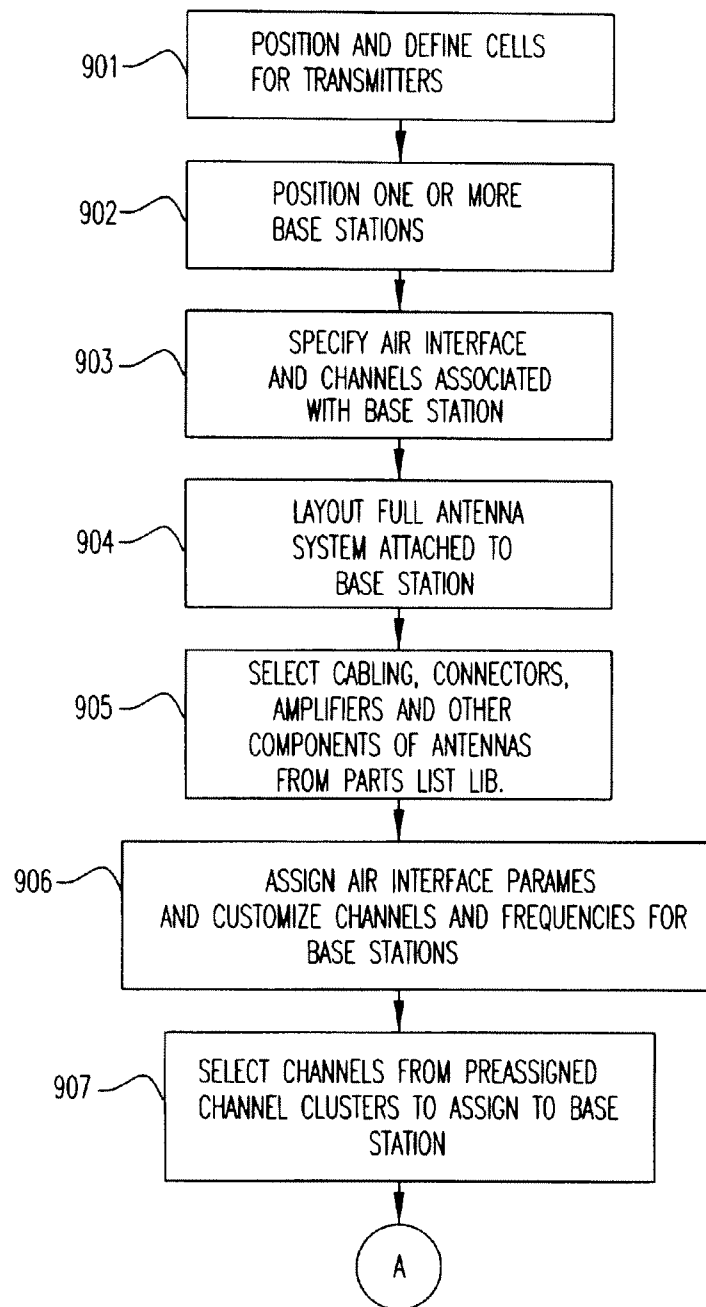 901
POSITION AND DEFINE CELLS
FOR TRANSMITTERS
902
POSITION ONE OR MORE
BASE STATIONS
903
SPECIFY AIR INTERFACE
AND CHANNELS ASSOCIATED
WITH BASE STATION
904
LAYOUT FULL ANTENNA
SYSTEM ATTACHED TO
BASE STATION
905
SELECT CABLING, CONNECTORS,
AMPLIFIERS AND OTHER
COMPONENTS OF ANTENNAS
FROM PARTS LIST LIB.
906
ASSIGN AIR INTERFACE PARAMES
AND CUSTOMIZE CHANNELS AND FREQUENCIES FOR
BASE STATIONS
907
SELECT CHANNELS FROM PREASSIGNED
CHANNEL CLUSTERS TO ASSIGN TO BASE
STATION
A